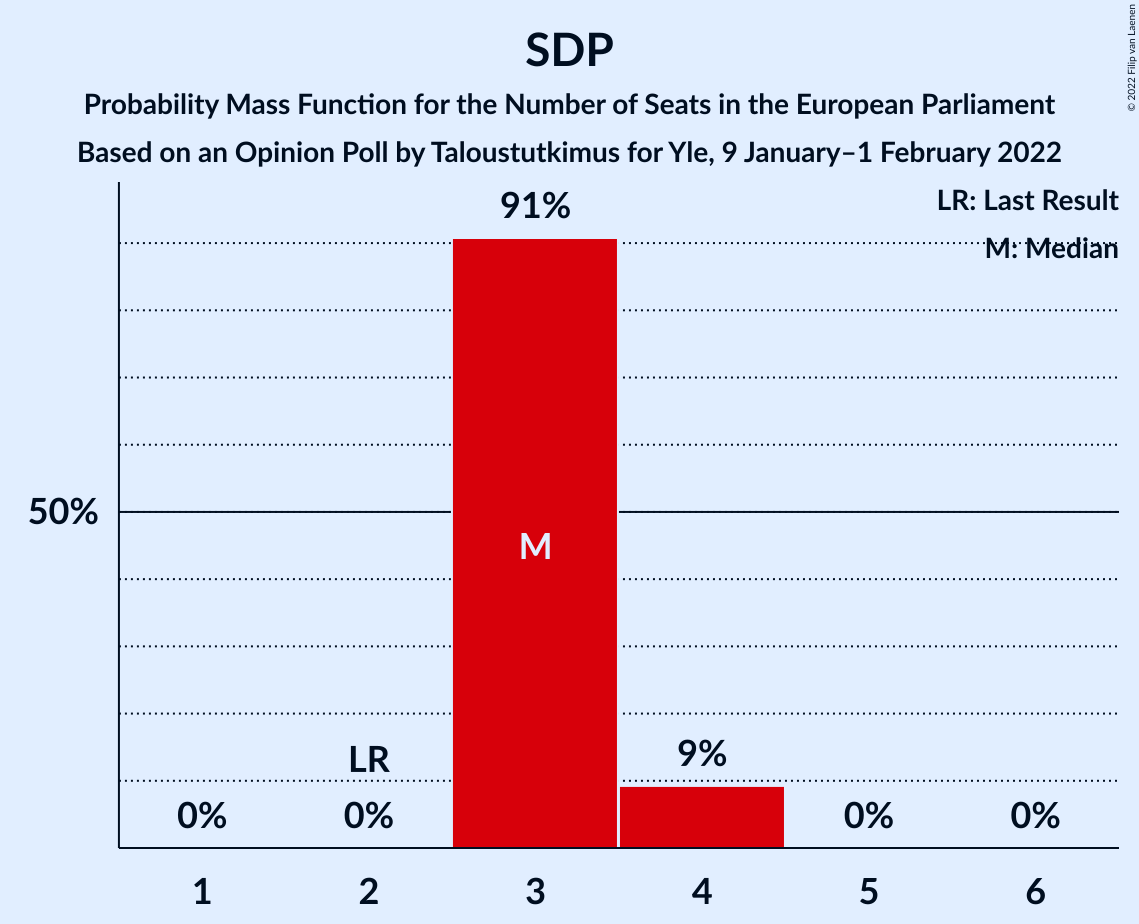 SDP
Probability Mass Function for the Number of Seats in the European Parliament
Based on an Opinion Poll by Taloustutkimus for Yle, 9 January–1 February 2022
© 2022 Filip van Laenen
LR: Last Result
M: Median
91%
50%
M
LR
9%
0%
0%
0%
0%
1
2
3
4
5
6